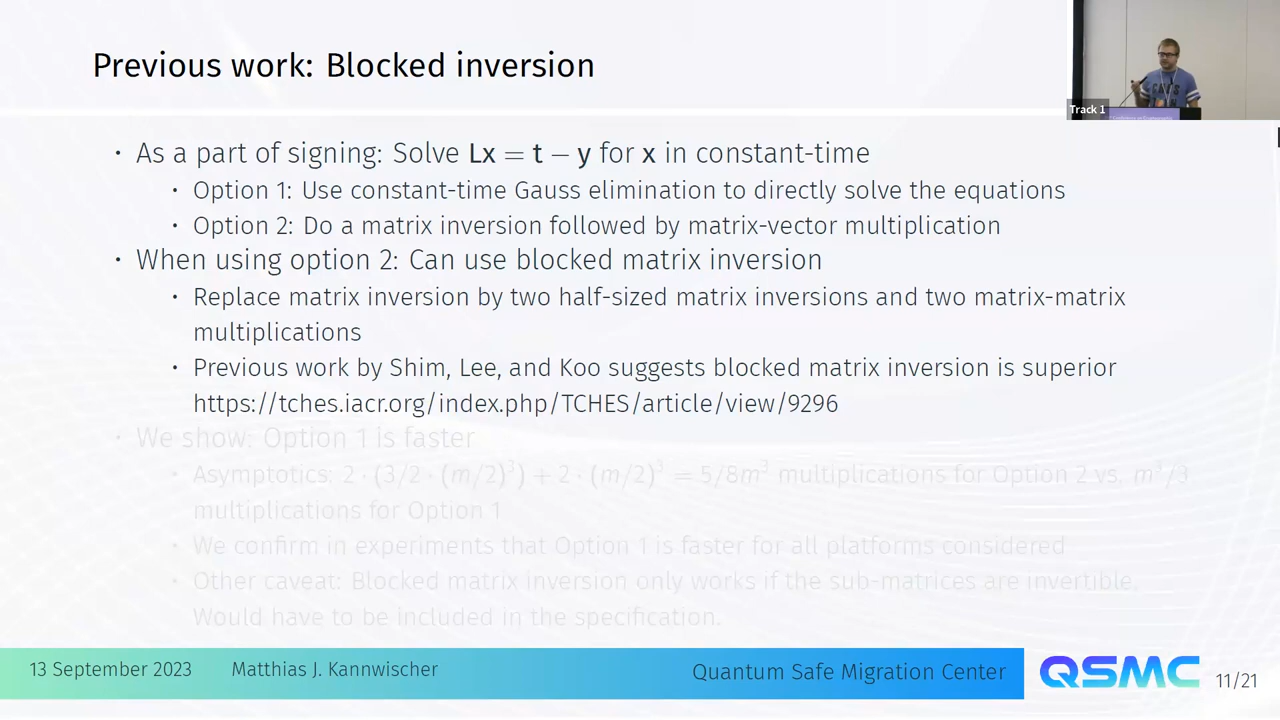 Previous work: Blocked inversion
Track 1
• As a part of signing: Solve Lx = t − y for x in constant-time
• Option 1: Use constant-time Gauss elimination to directly solve the equations
• Option 2: Do a matrix inversion followed by matrix-vector multiplication
• When using option 2: Can use blocked matrix inversion
• Replace matrix inversion by two half-sized matrix inversions and two matrix-matrix
multiplications
• Previous work by Shim, Lee, and Koo suggests blocked matrix inversion is superior
https://tches.iacr.org/index.php/TCHES/article/view/9296
• We show: Option 1 is faster
• Asymptotics: 2 · (3/2 · (m/2)³) + 2 · (m/2)³ = 5/8m³ multiplications for Option 2 vs. m³/3
multiplications for Option 1
• We confirm in experiments that Option 1 is faster for all platforms considered
• Other caveat: Blocked matrix inversion only works if the sub-matrices are invertible.
Would have to be included in the specification.
13 September 2023 Matthias J. Kannwischer Quantum Safe Migration Center QSMC 11/21